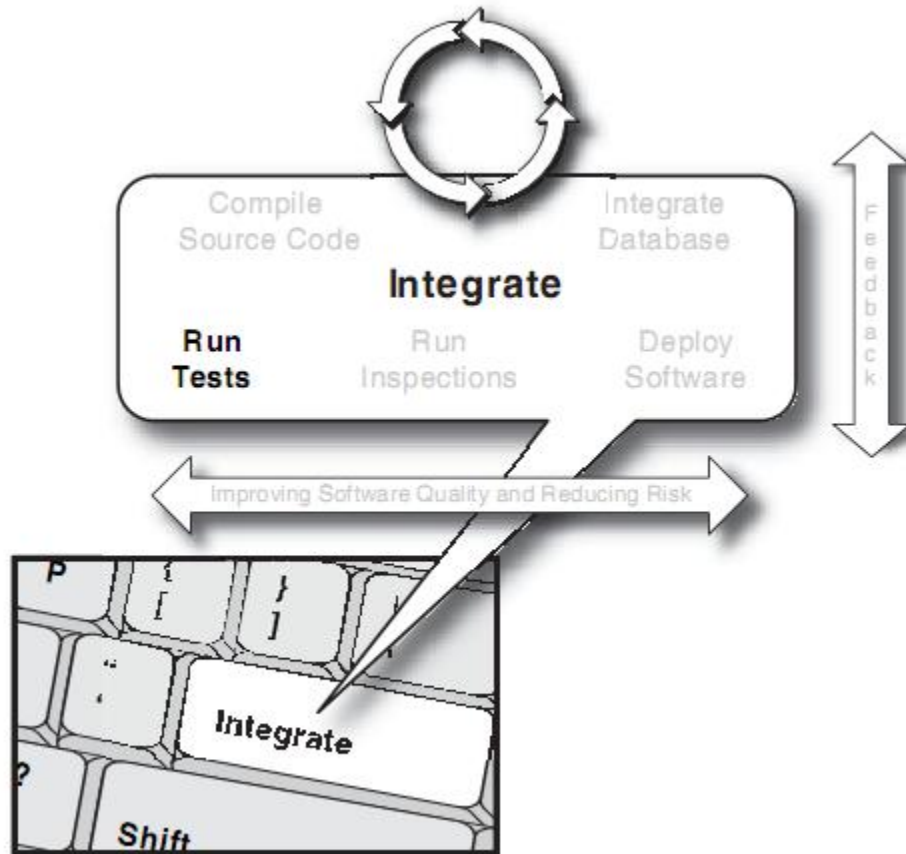 Compile
Source Code
Integrate
Database
Integrate
Run
Tests
Run
Inspections
Deploy
Software
Feedback
Improving Software Quality and Reducing Risk
P
{
[
}
]
|
“
‘
Integrate
?
Shift